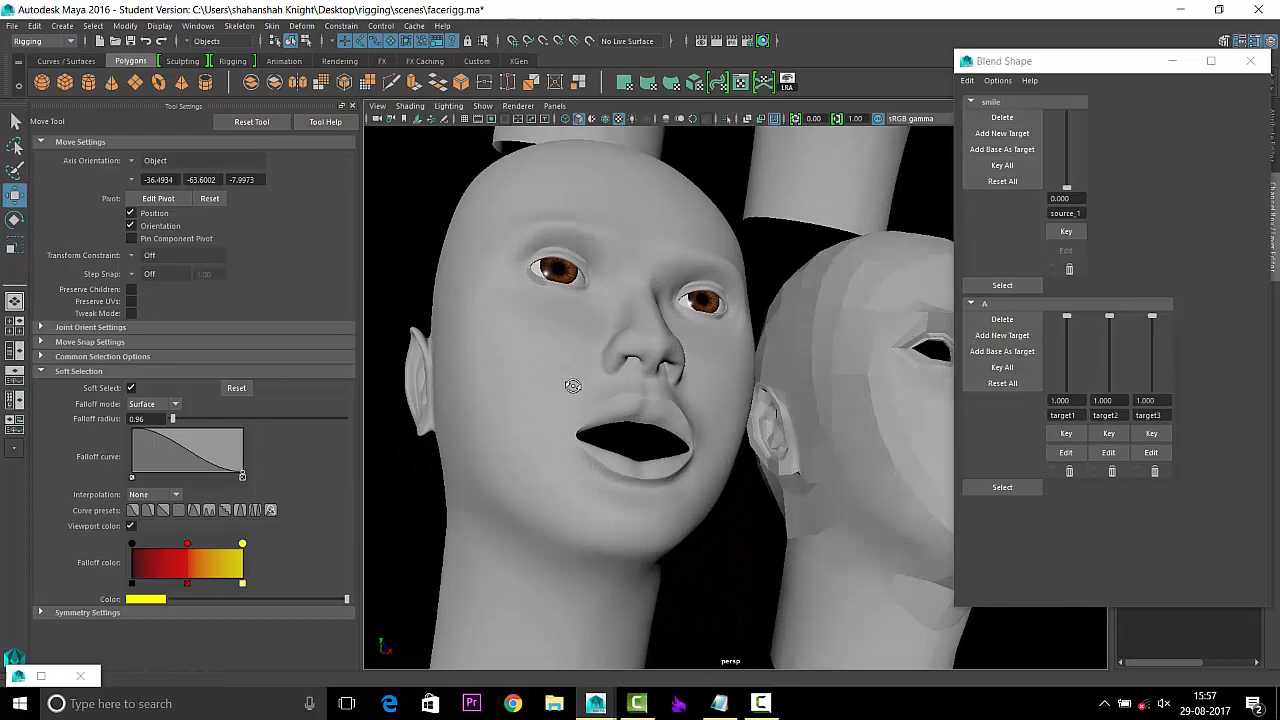 Autodesk Maya 2016 - Student Version: C:\Users\shahanshah Knight\Desktop\rigging\scenes\facerigg.ma*
File Edit Create Select Modify Display Windows Skeleton Skin Deform Constrain Control Cache Help
Rigging
Objects
No Live Surface
Curves / Surfaces Polygons Sculpting Rigging Animation Rendering FX FX Caching Custom XGen
LRA
Tool Settings
Move Tool
Reset Tool
Tool Help
Move Settings
Axis Orientation: Object
-36.4934 -63.6002 -7.9973
Pivot: Edit Pivot Reset
Position
Orientation
Pin Component Pivot
Transform Constraint: Off
Step Snap: Off 1.00
Preserve Children:
Preserve UVs:
Tweak Mode:
Joint Orient Settings
Move Snap Settings
Common Selection Options
Soft Selection
Soft Select:
Reset
Falloff mode: Surface
Falloff radius: 0.96
Falloff curve:
Interpolation: None
Curve presets:
Viewport color:
Falloff color:
Color:
Symmetry Settings
View Shading Lighting Show Renderer Panels
0.00 1.00 sRGB gamma
persp
Blend Shape
Edit Options Help
smile
Delete
Add New Target
Add Base As Target
Key All
Reset All
0.000
source_1
Key
Edit
Select
A
Delete
Add New Target
Add Base As Target
Key All
Reset All
1.000 1.000 1.000
target1 target2 target3
Key Key Key
Edit Edit Edit
Select
Type here to search
15:57
29-08-2017
2